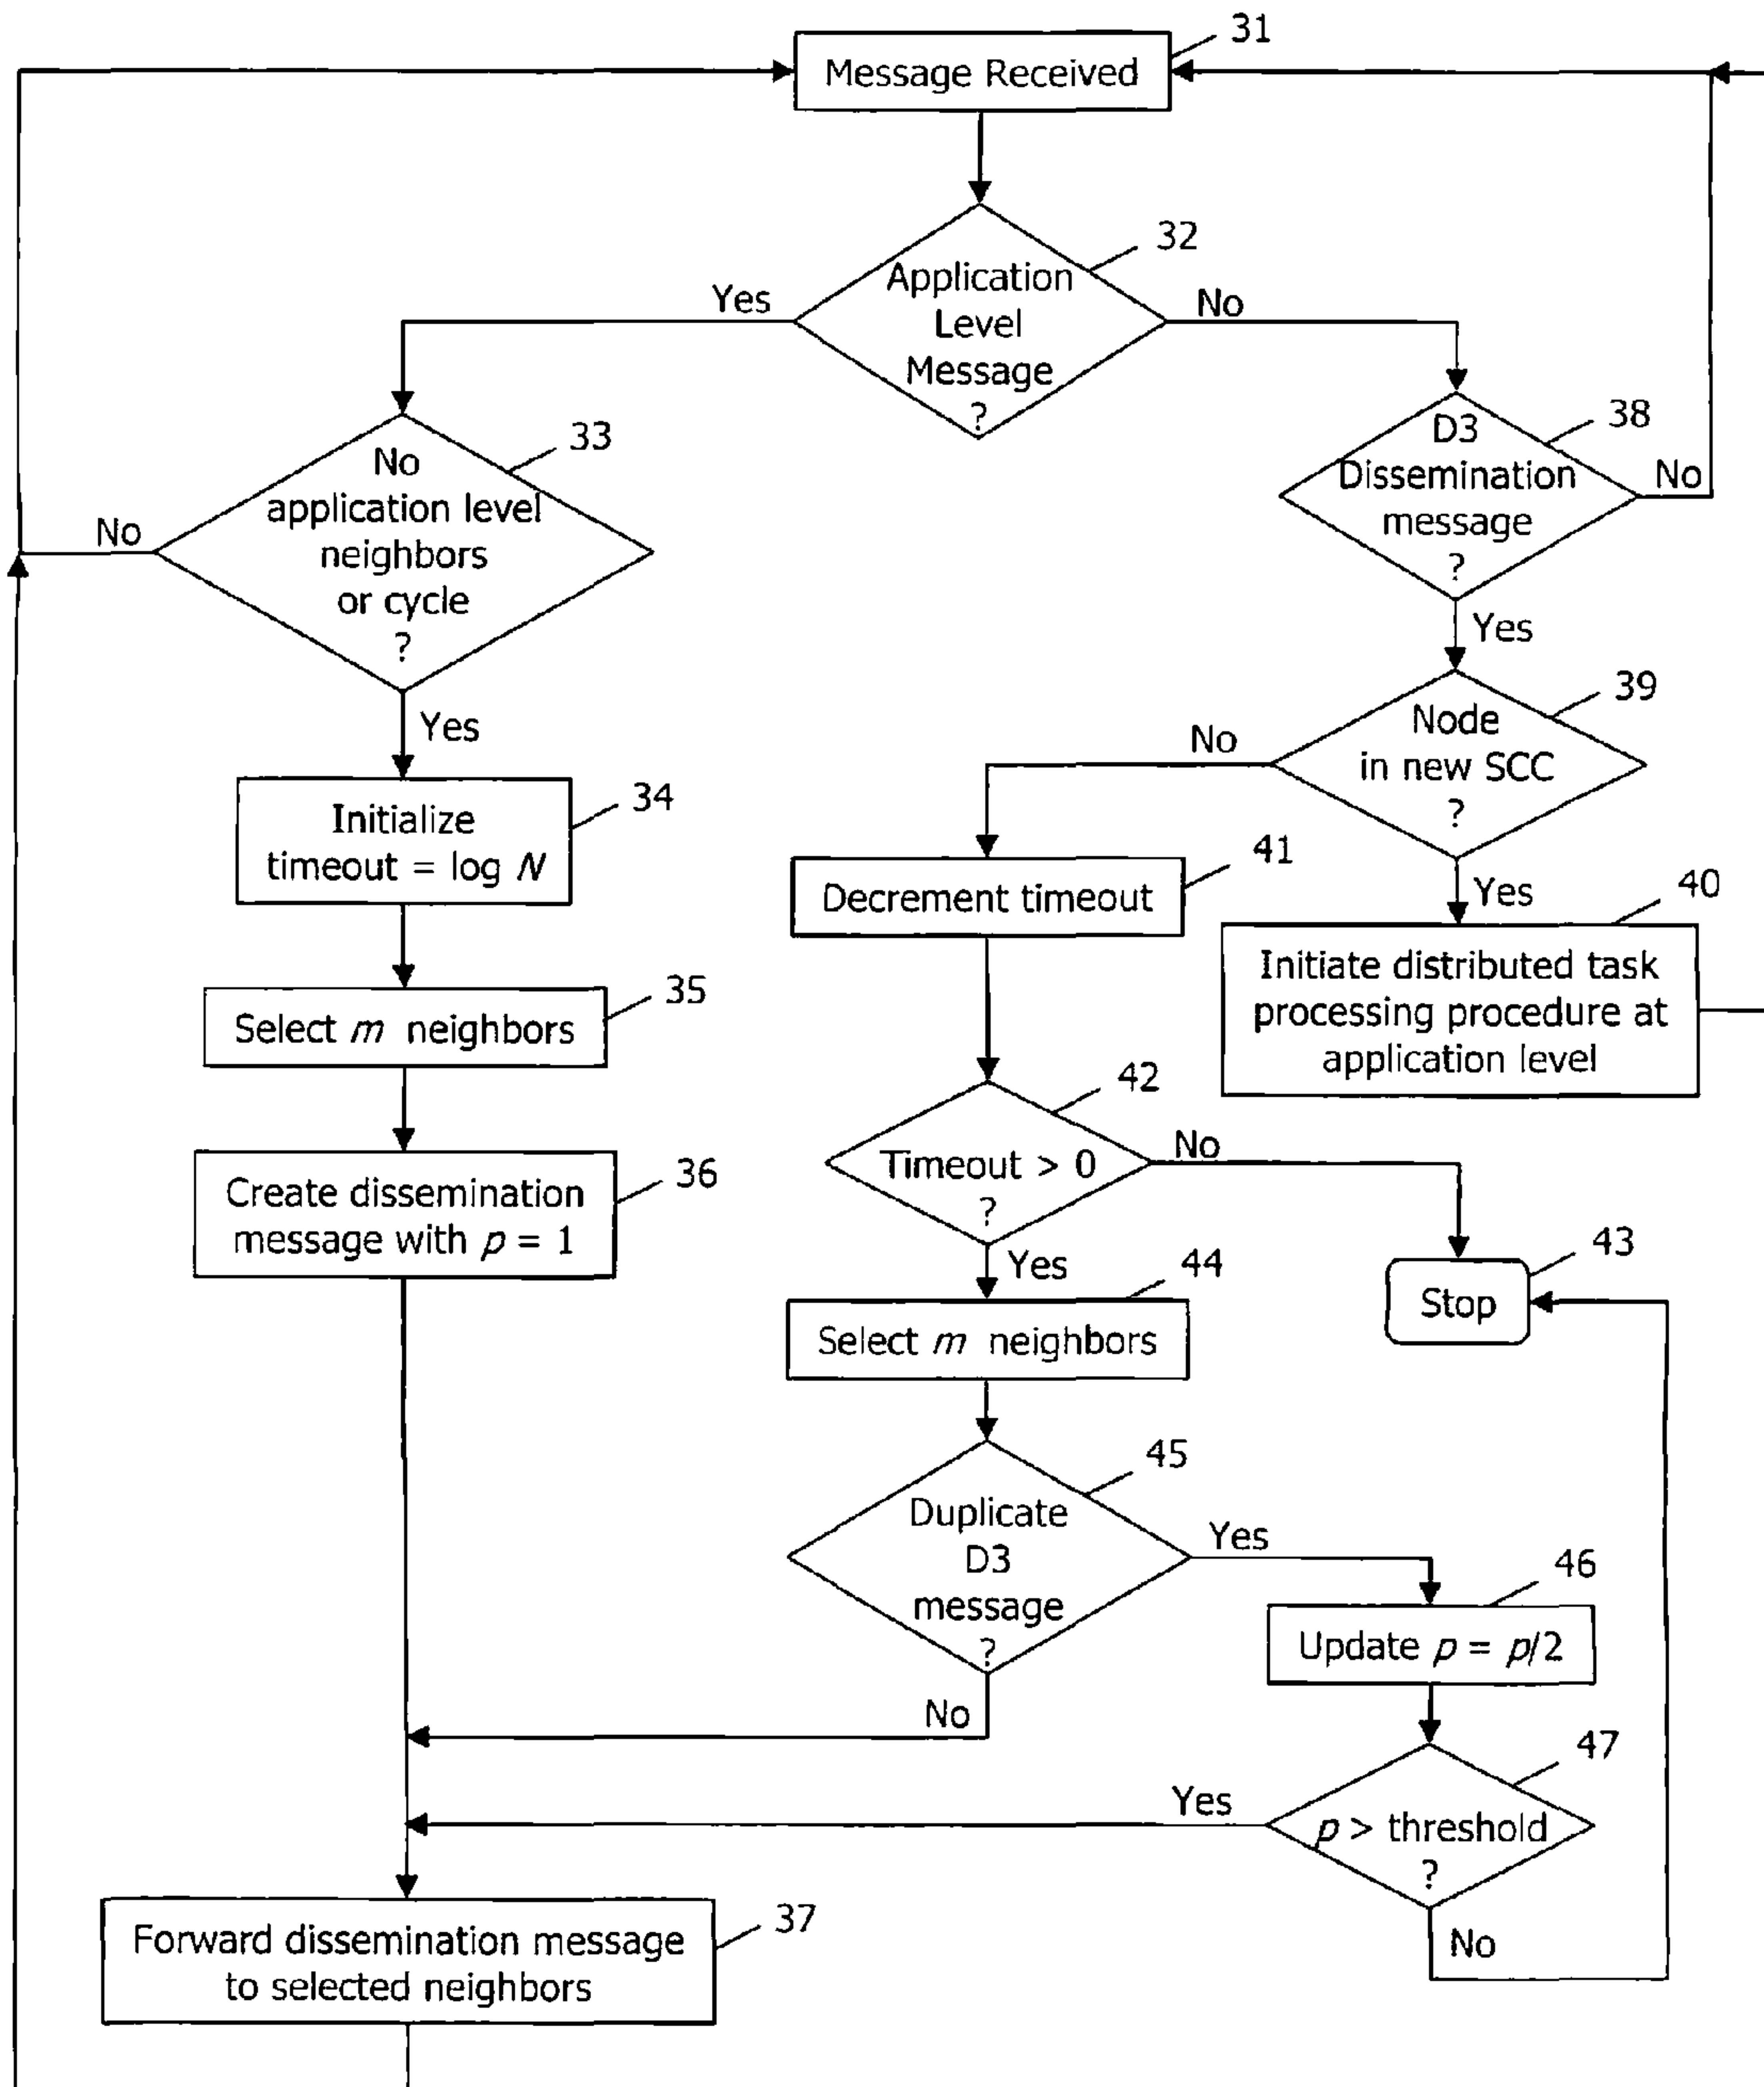 31
Message Received
32
Application
Level
Message
?
Yes
No
33
No
application level
neighbors
or cycle
?
No
Yes
38
D3
Dissemination
message
?
No
Yes
39
Node
in new SCC
?
No
Yes
34
Initialize
timeout = log N
41
Decrement timeout
40
Initiate distributed task
processing procedure at
application level
35
Select m neighbors
42
Timeout > 0
?
No
Yes
36
Create dissemination
message with p = 1
43
Stop
44
Select m neighbors
45
Duplicate
D3
message
?
Yes
No
46
Update p = p/2
47
p > threshold
?
Yes
No
37
Forward dissemination message
to selected neighbors